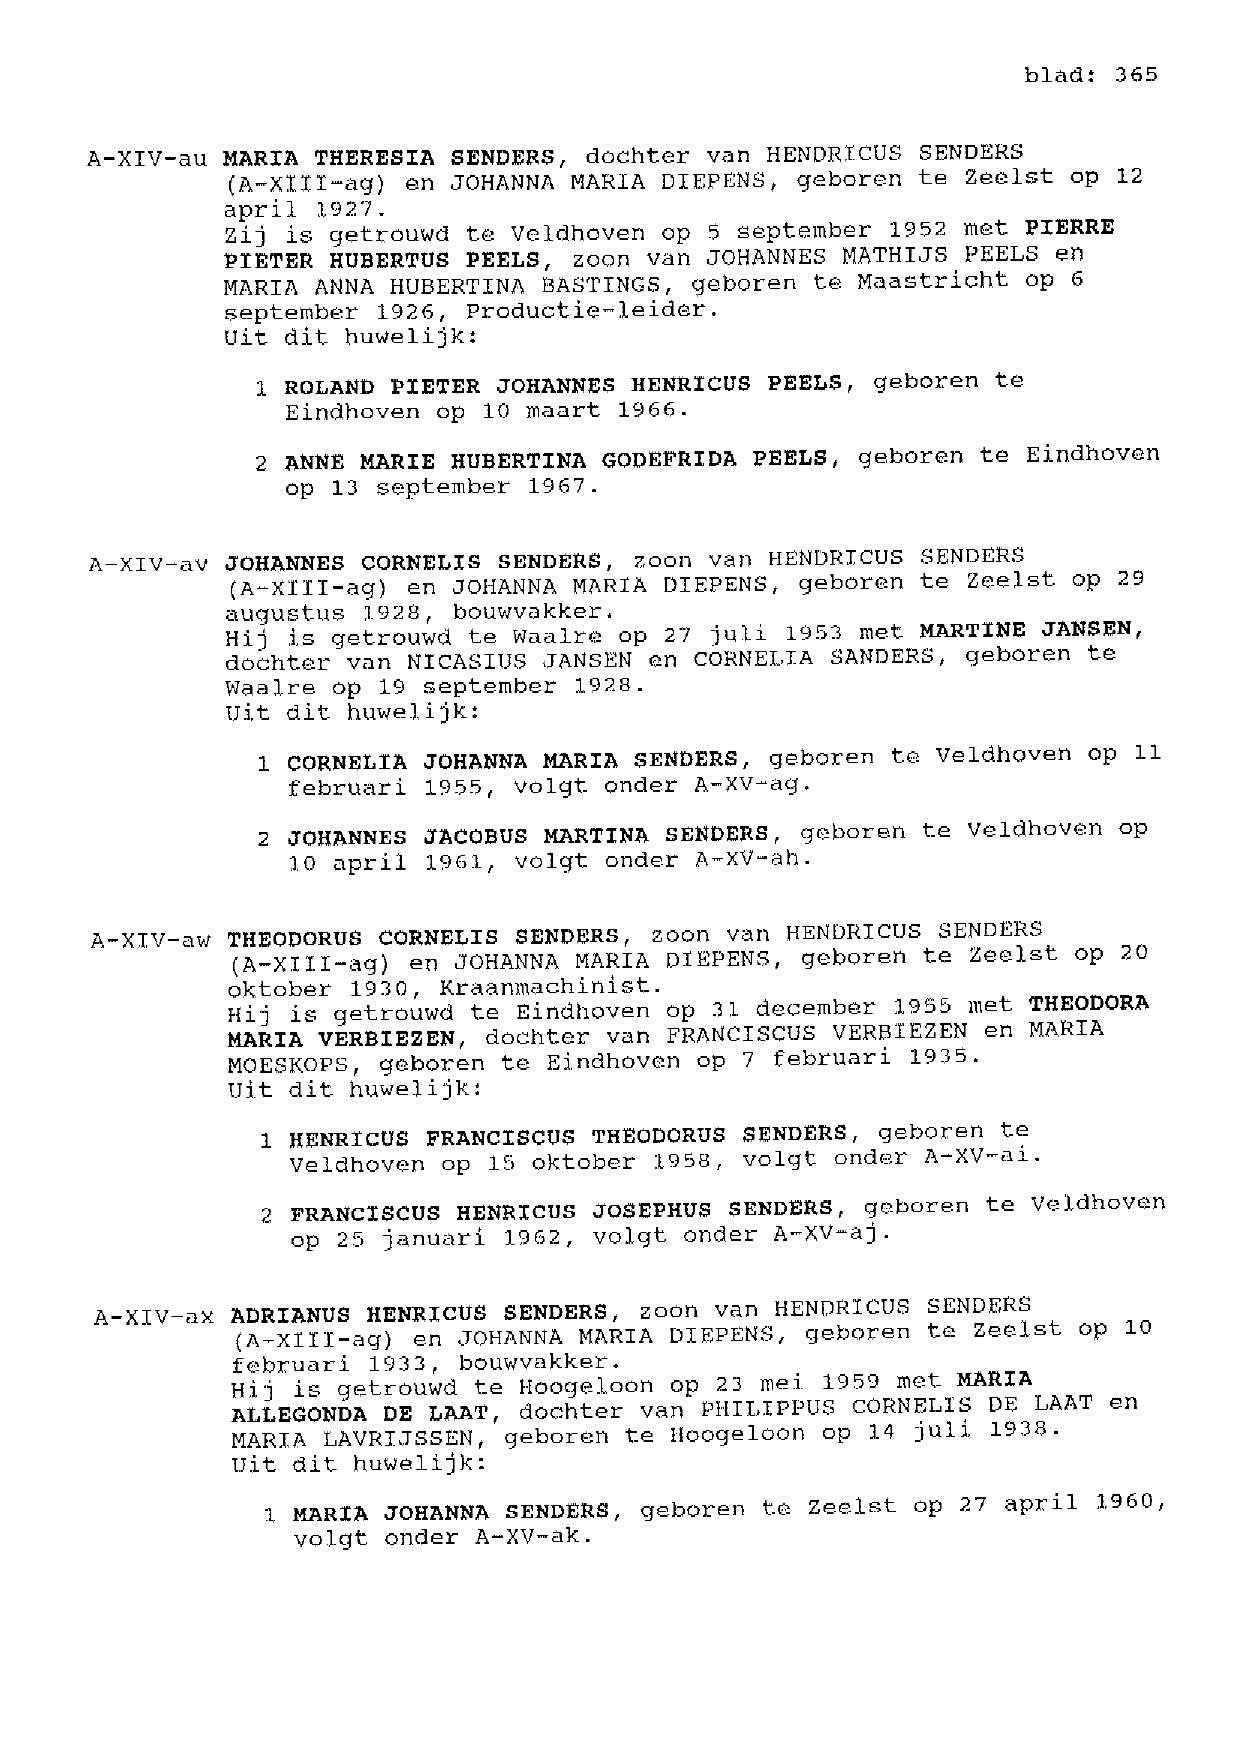 blad: 365
A-XIV-au MARIA THERESIA SENDERS, dochter van HENDRICUS SENDERS
(A-XIII-ag) en JOHANNA MARIA DIEPENS, geboren te Zeelst op 12
april 1927.
Zij is getrouwd te Veldhoven op 5 september 1952 met PIERRE
PIETER HUBERTUS PEELS, zoon van JOHANNES MATHIJS PEELS en
MARIA ANNA HUBERTINA BASTINGS, geboren te Maastricht op 6
september 1926, Productie-leider.
Uit dit huwelijk:
1 ROLAND PIETER JOHANNES HENRICUS PEELS, geboren te
Eindhoven op 10 maart 1966.
2 ANNE MARIE HUBERTINA GODEFRIDA PEELS, geboren te Eindhoven
op 13 september 1967.
A-XIV-av JOHANNES CORNELIS SENDERS, zoon van HENDRICUS SENDERS
(A-XIII-ag) en JOHANNA MARIA DIEPENS, geboren te Zeelst op 29
augustus 1928, bouwvakker.
Hij is getrouwd te Waalre op 27 juli 1953 met MARTINE JANSEN,
dochter van NICASIUS JANSEN en CORNELIA SANDERS, geboren te
Waalre op 19 september 1928.
Uit dit huwelijk:
1 CORNELIA JOHANNA MARIA SENDERS, geboren te Veldhoven op 11
februari 1955, volgt onder A-XV-ag.
2 JOHANNES JACOBUS MARTINA SENDERS, geboren te Veldhoven op
10 april 1961, volgt onder A-XV-ah.
A-XIV-aw THEODORUS CORNELIS SENDERS, zoon van HENDRICUS SENDERS
(A-XIII-ag) en JOHANNA MARIA DIEPENS, geboren te Zeelst op 20
oktober 1930, Kraanmachinist.
Hij is getrouwd te Eindhoven op 31 december 1955 met THEODORA
MARIA VERBIEZEN, dochter van FRANCISCUS VERBIEZEN en MARIA
MOESKOPS, geboren te Eindhoven op 7 februari 1935.
Uit dit huwelijk:
1 HENRICUS FRANCISCUS THEODORUS SENDERS, geboren te
Veldhoven op 15 oktober 1958, volgt onder A-XV-ai.
2 FRANCISCUS HENRICUS JOSEPHUS SENDERS, geboren te Veldhoven
op 25 januari 1962, volgt onder A-XV-aj.
A-XIV-ax ADRIANUS HENRICUS SENDERS, zoon van HENDRICUS SENDERS
(A-XIII-ag) en JOHANNA MARIA DIEPENS, geboren te Zeelst op 10
februari 1933, bouwvakker.
Hij is getrouwd te Hoogeloon op 23 mei 1959 met MARIA
ALLEGONDA DE LAAT, dochter van PHILIPPUS CORNELIS DE LAAT en
MARIA LAVRIJSSEN, geboren te Hoogeloon op 14 juli 1938.
Uit dit huwelijk:
1 MARIA JOHANNA SENDERS, geboren te Zeelst op 27 april 1960,
volgt onder A-XV-ak.